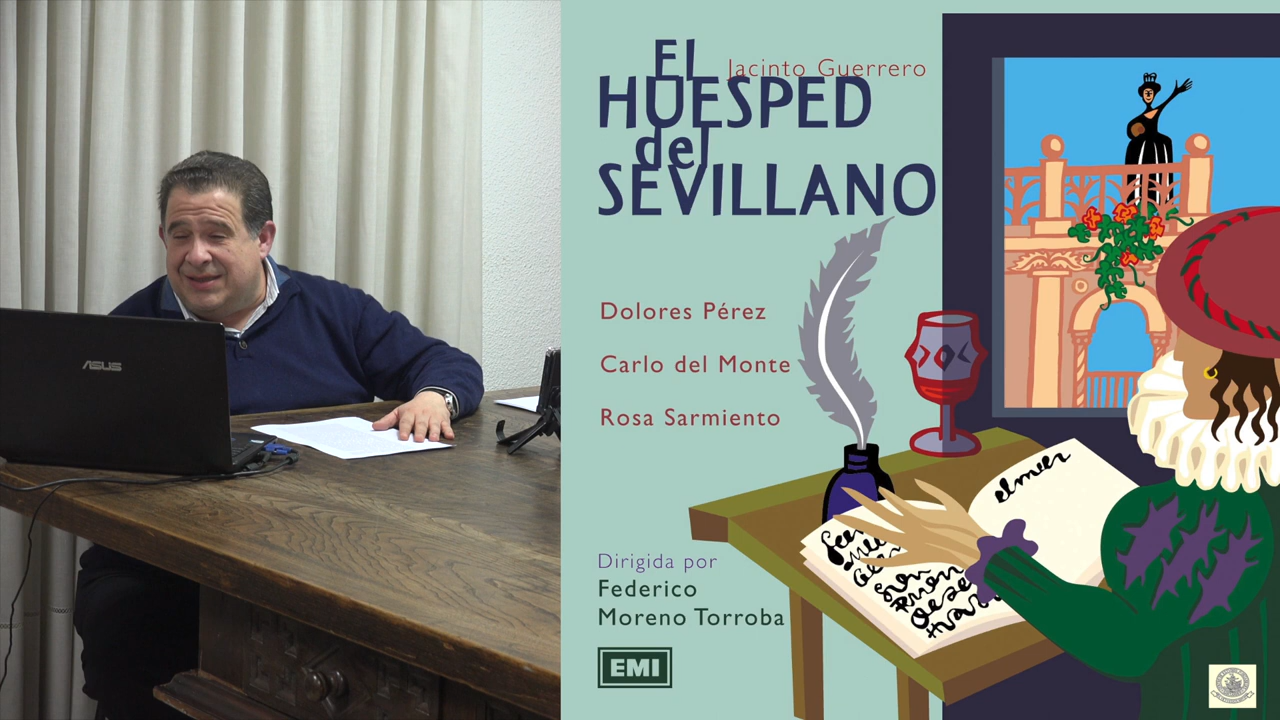 ASUS
El
Jacinto Guerrero
HUESPED
del
SEVILLANO
Dolores Pérez
Carlo del Monte
Rosa Sarmiento
Dirigida por
Federico
Moreno Torroba
EMI